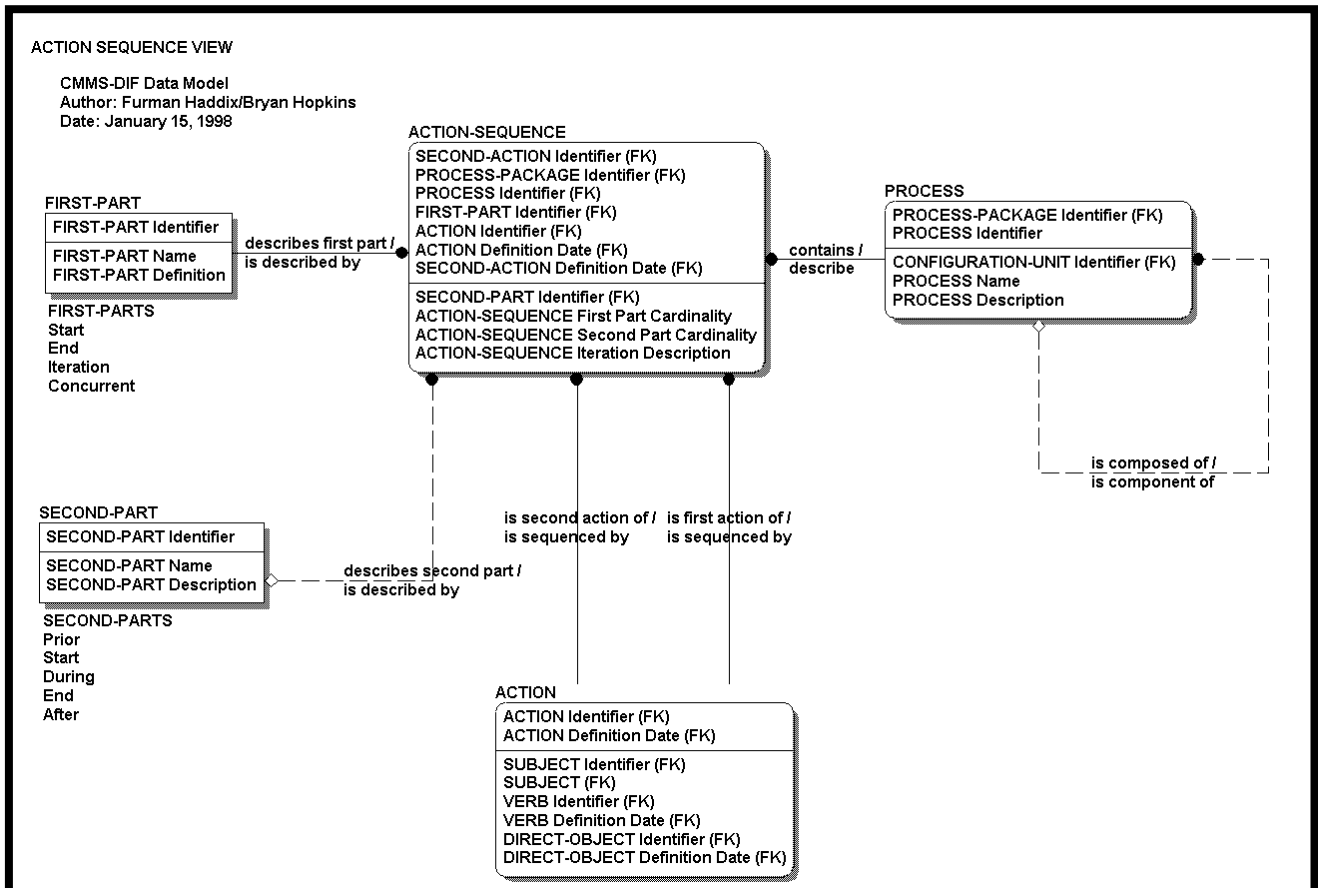 ACTION SEQUENCE VIEW
CMMS-DIF Data Model
Author: Furman Haddix/Bryan Hopkins
Date: January 15, 1998
ACTION-SEQUENCE
SECOND-ACTION Identifier (FK)
PROCESS-PACKAGE Identifier (FK)
PROCESS Identifier (FK)
FIRST-PART Identifier (FK)
ACTION Identifier (FK)
ACTION Definition Date (FK)
SECOND-ACTION Definition Date (FK)
SECOND-PART Identifier (FK)
ACTION-SEQUENCE First Part Cardinality
ACTION-SEQUENCE Second Part Cardinality
ACTION-SEQUENCE Iteration Description
FIRST-PART
FIRST-PART Identifier
FIRST-PART Name
FIRST-PART Definition
FIRST-PARTS
Start
End
Iteration
Concurrent
describes first part /
is described by
contains /
describe
PROCESS
PROCESS-PACKAGE Identifier (FK)
PROCESS Identifier
CONFIGURATION-UNIT Identifier (FK)
PROCESS Name
PROCESS Description
is composed of /
is component of
SECOND-PART
SECOND-PART Identifier
SECOND-PART Name
SECOND-PART Description
SECOND-PARTS
Prior
Start
During
End
After
describes second part /
is described by
is second action of /
is sequenced by
is first action of /
is sequenced by
ACTION
ACTION Identifier (FK)
ACTION Definition Date (FK)
SUBJECT Identifier (FK)
SUBJECT (FK)
VERB Identifier (FK)
VERB Definition Date (FK)
DIRECT-OBJECT Identifier (FK)
DIRECT-OBJECT Definition Date (FK)